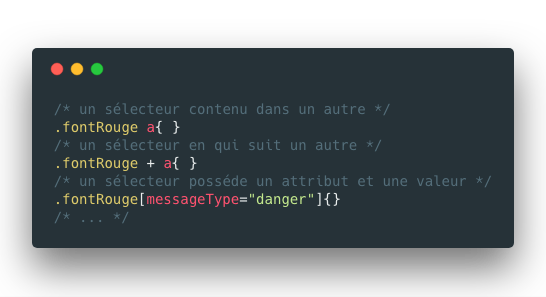 /* un sélecteur contenu dans un autre */
.fontRouge a{ }
/* un sélecteur en qui suit un autre */
.fontRouge + a{ }
/* un sélecteur posséde un attribut et une valeur */
.fontRouge[messageType="danger"]{}
/* ... */